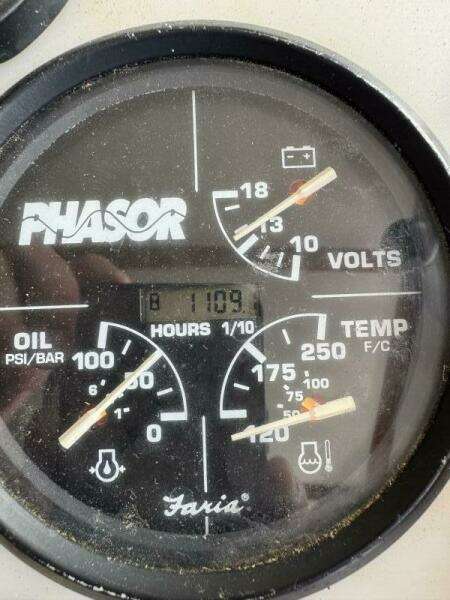 18
13
10
PHASOR
VOLTS
8 1109
HOURS 1/10
OIL
PSI/BAR
100
50
0
6
1
TEMP
F/C
250
175
120
100
75
50
Faria®